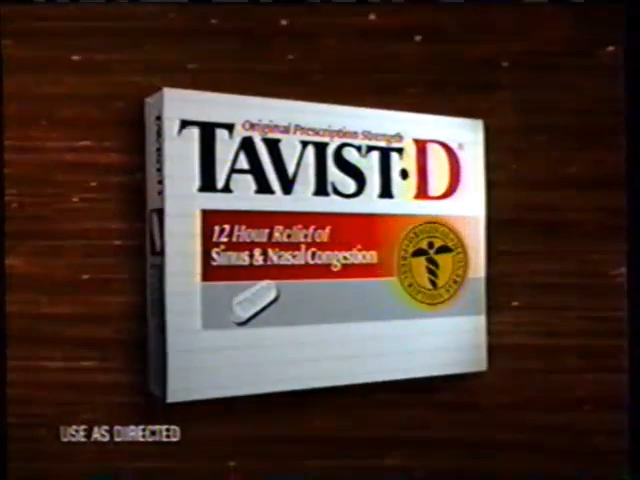 Original Prescription Strength
TAVIST·D®
12 Hour Relief of
Sinus & Nasal Congestion
USE AS DIRECTED